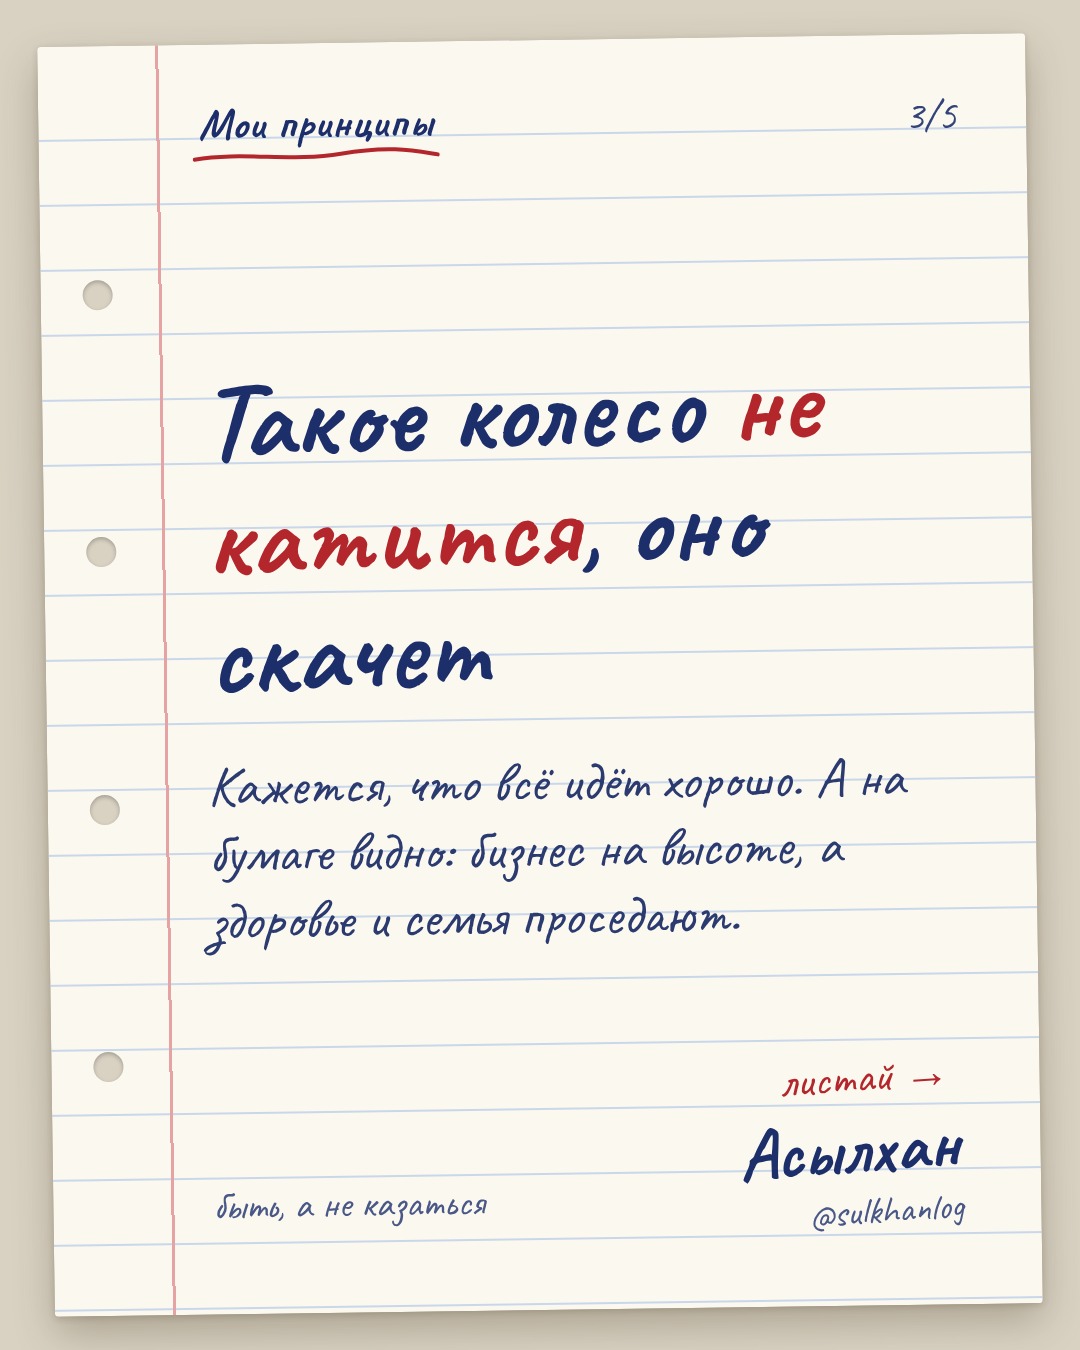 Мои принципы
3/5
Такое колесо не
катится, оно
скачет
Кажется, что всё идёт хорошо. А на
бумаге видно: бизнес на высоте, а
здоровье и семья проседают.
листай →
Асылхан
быть, а не казаться
@sulkhanlog